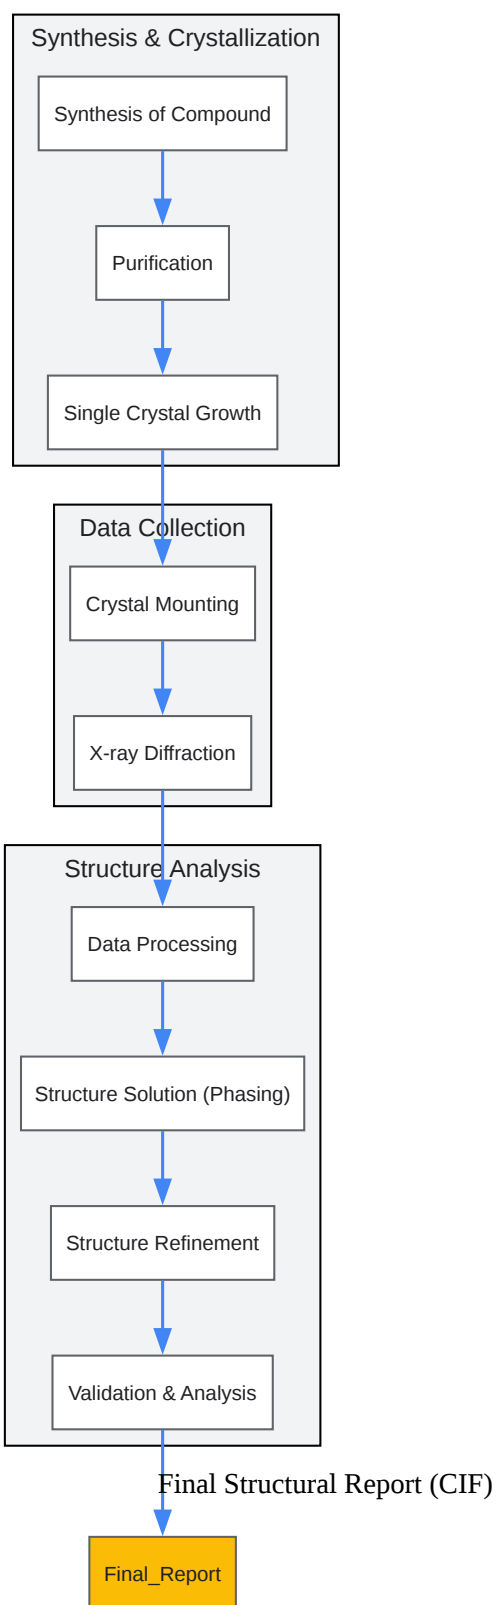 Synthesis & Crystallization
Synthesis of Compound
Purification
Single Crystal Growth
Data Collection
Crystal Mounting
X-ray Diffraction
Structure Analysis
Data Processing
Structure Solution (Phasing)
Structure Refinement
Validation & Analysis
Final Structural Report (CIF)
Final_Report